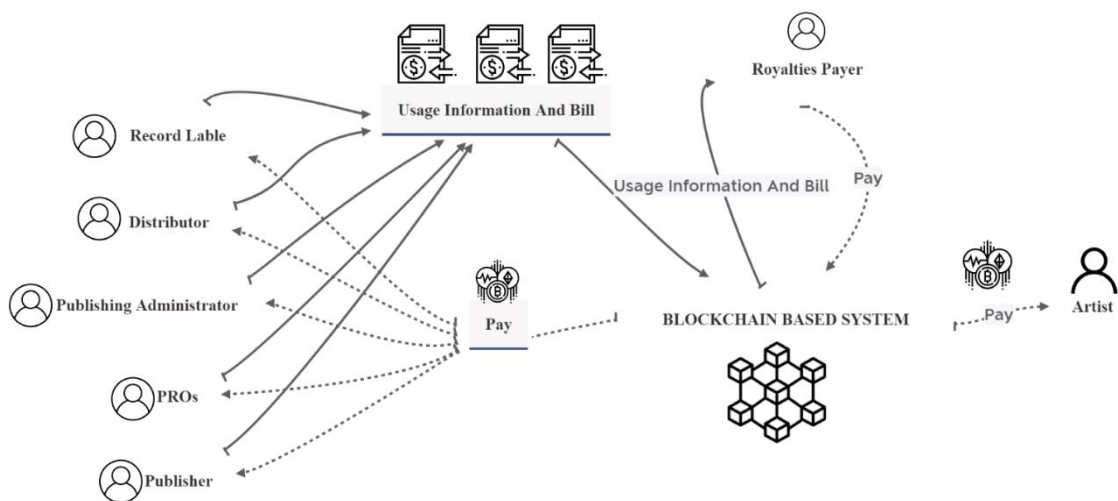 Royalties Payer
Usage Information And Bill
Record Lable
Usage Information And Bill
Pay
Distributor
Publishing Administrator
Pay
BLOCKCHAIN BASED SYSTEM
Pay
Artist
PROs
Publisher